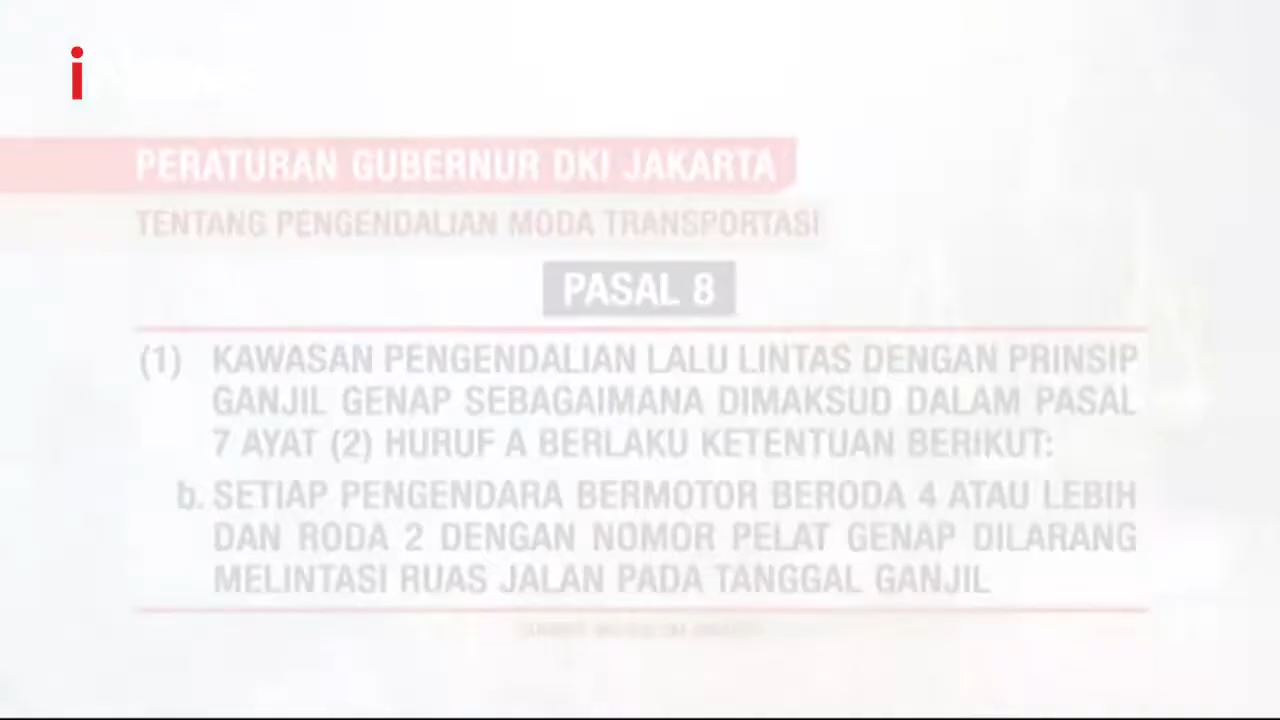 i
PERATURAN GUBERNUR DKI JAKARTA
TENTANG PENGENDALIAN MODA TRANSPORTASI
PASAL 8
(1) KAWASAN PENGENDALIAN LALU LINTAS DENGAN PRINSIP
GANJIL GENAP SEBAGAIMANA DIMAKSUD DALAM PASAL
7 AYAT (2) HURUF A BERLAKU KETENTUAN BERIKUT:
b. SETIAP PENGENDARA BERMOTOR BERODA 4 ATAU LEBIH
DAN RODA 2 DENGAN NOMOR PELAT GENAP DILARANG
MELINTASI RUAS JALAN PADA TANGGAL GANJIL